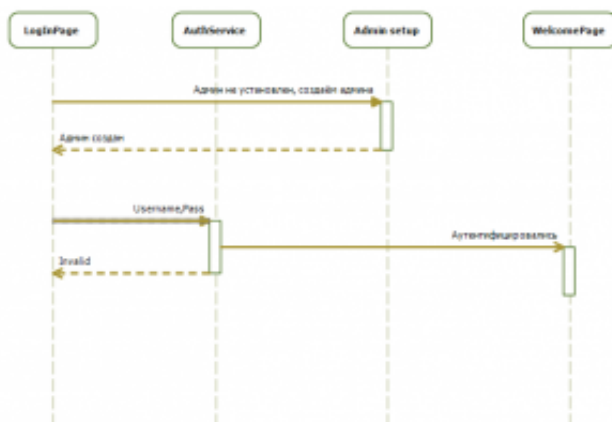 LogInPage
AuthService
Admin setup
WelcomePage
Админ не установлен, создаём админа
Админ создан
Username,Pass
Аутентифицировались
Invalid